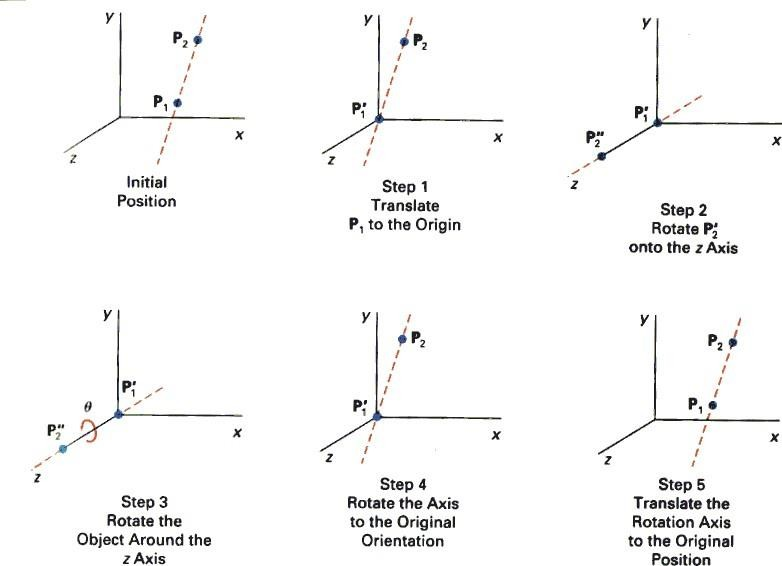 y
P₂
P₁
x
z
Initial
Position
y
P₂
P₁′
x
z
Step 1
Translate
P₁ to the Origin
y
P₁′
P₂″
x
z
Step 2
Rotate P₂′
onto the z Axis
y
P₁′
θ
P₂″
x
z
Step 3
Rotate the
Object Around the
z Axis
y
P₂
P₁′
x
z
Step 4
Rotate the Axis
to the Original
Orientation
y
P₂
P₁
x
z
Step 5
Translate the
Rotation Axis
to the Original
Position